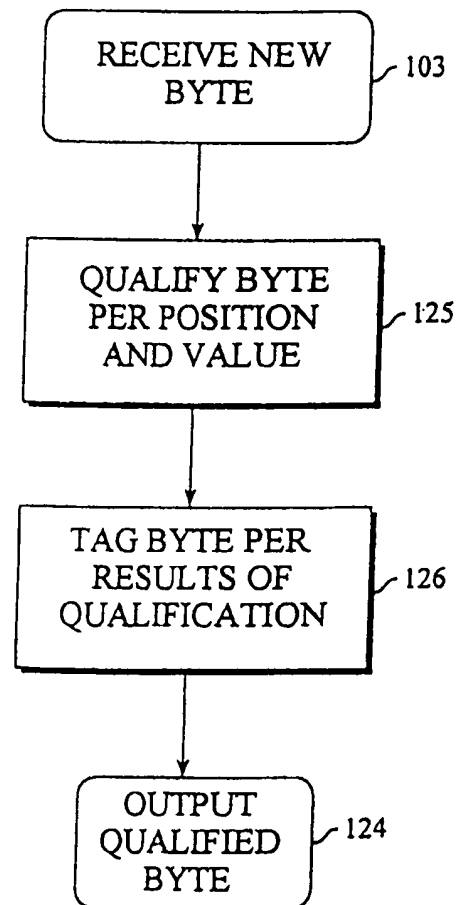 RECEIVE NEW
BYTE
103
QUALIFY BYTE
PER POSITION
AND VALUE
125
TAG BYTE PER
RESULTS OF
QUALIFICATION
126
OUTPUT
QUALIFIED
BYTE
124